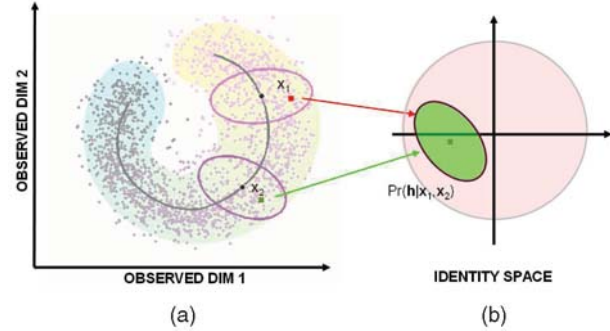 OBSERVED DIM 2
x1
x2
OBSERVED DIM 1
(a)
Pr(h|x1,x2)
IDENTITY SPACE
(b)